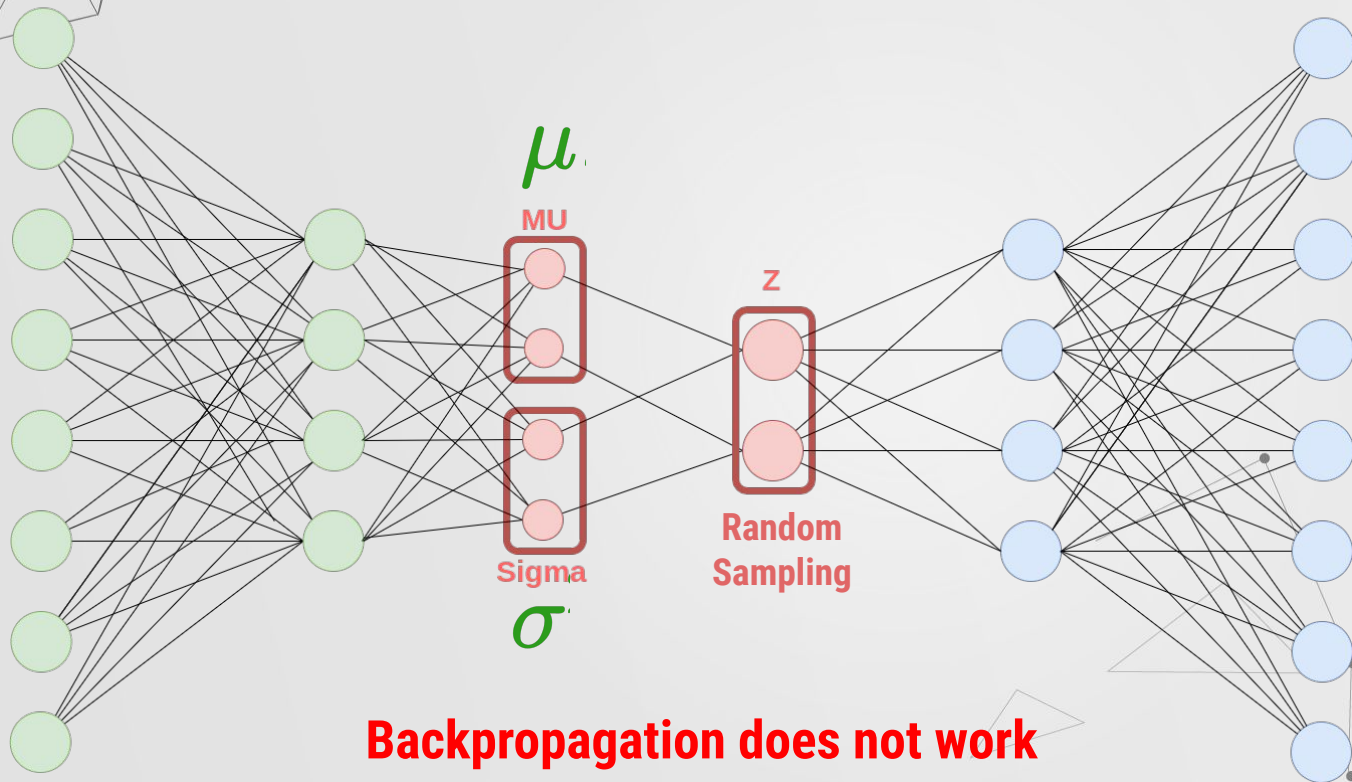 μ
MU
Z
Random
Sampling
Sigma
σ
Backpropagation does not work